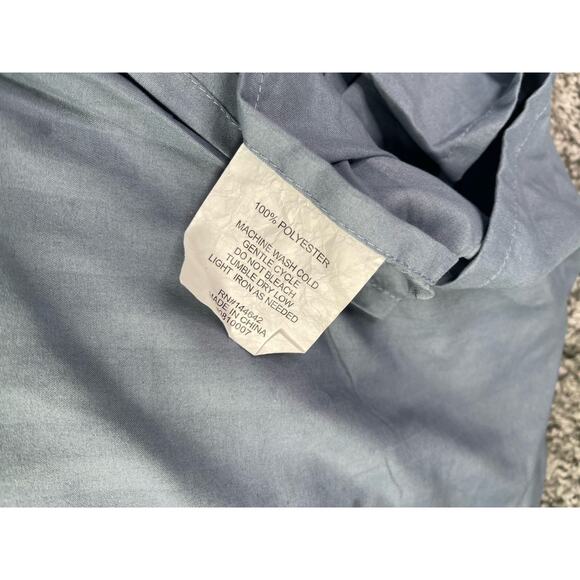 100% POLYESTER
MACHINE WASH COLD
GENTLE CYCLE
DO NOT BLEACH
TUMBLE DRY LOW
LIGHT IRON AS NEEDED
RN#144642
MADE IN CHINA